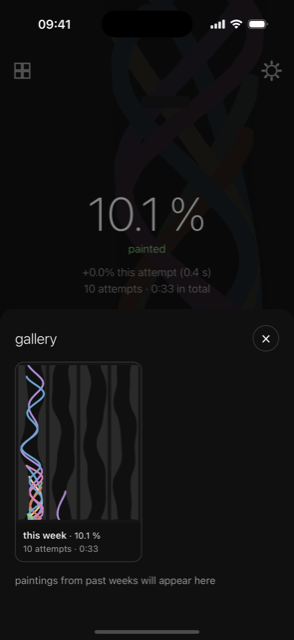 09:41
10.1 %
painted
+0.0% this attempt (0.4 s)
10 attempts · 0:33 in total
gallery
this week · 10.1 %
10 attempts · 0:33
paintings from past weeks will appear here